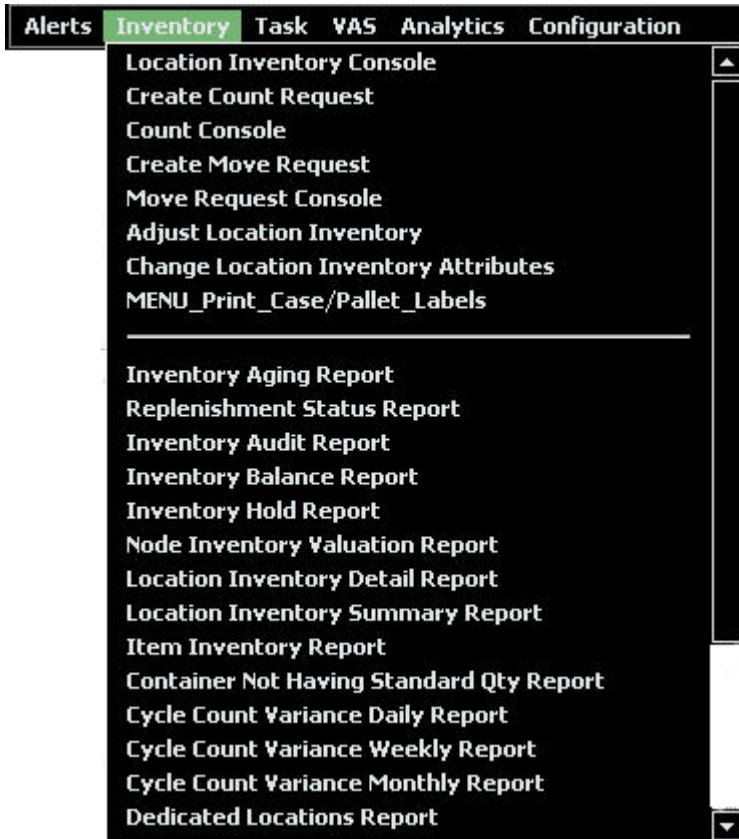 Alerts Inventory Task VAS Analytics Configuration
Location Inventory Console
Create Count Request
Count Console
Create Move Request
Move Request Console
Adjust Location Inventory
Change Location Inventory Attributes
MENU_Print_Case/Pallet_Labels
Inventory Aging Report
Replenishment Status Report
Inventory Audit Report
Inventory Balance Report
Inventory Hold Report
Node Inventory Valuation Report
Location Inventory Detail Report
Location Inventory Summary Report
Item Inventory Report
Container Not Having Standard Qty Report
Cycle Count Variance Daily Report
Cycle Count Variance Weekly Report
Cycle Count Variance Monthly Report
Dedicated Locations Report